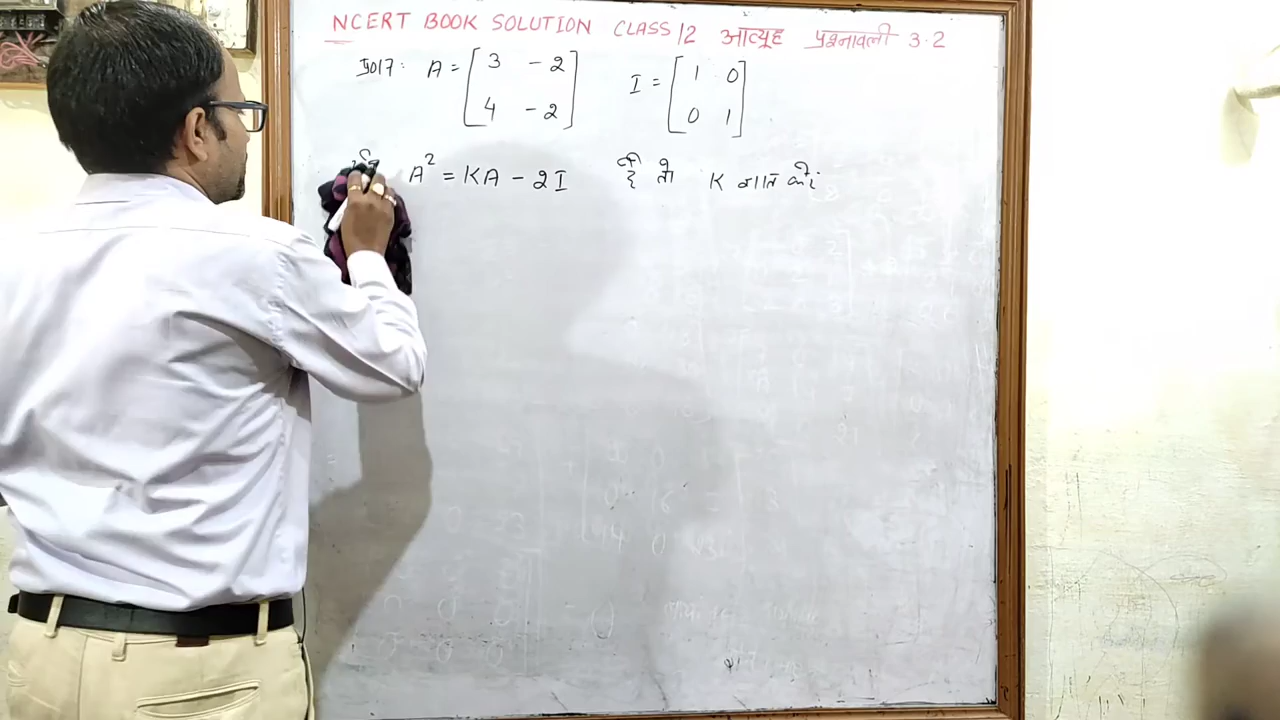 NCERT BOOK SOLUTION CLASS 12 आव्यूह प्रश्नावली 3.2
प्र017: A = [3 -2 4 -2] I = [1 0 0 1]
A² = KA - 2I है तो K ज्ञात करें